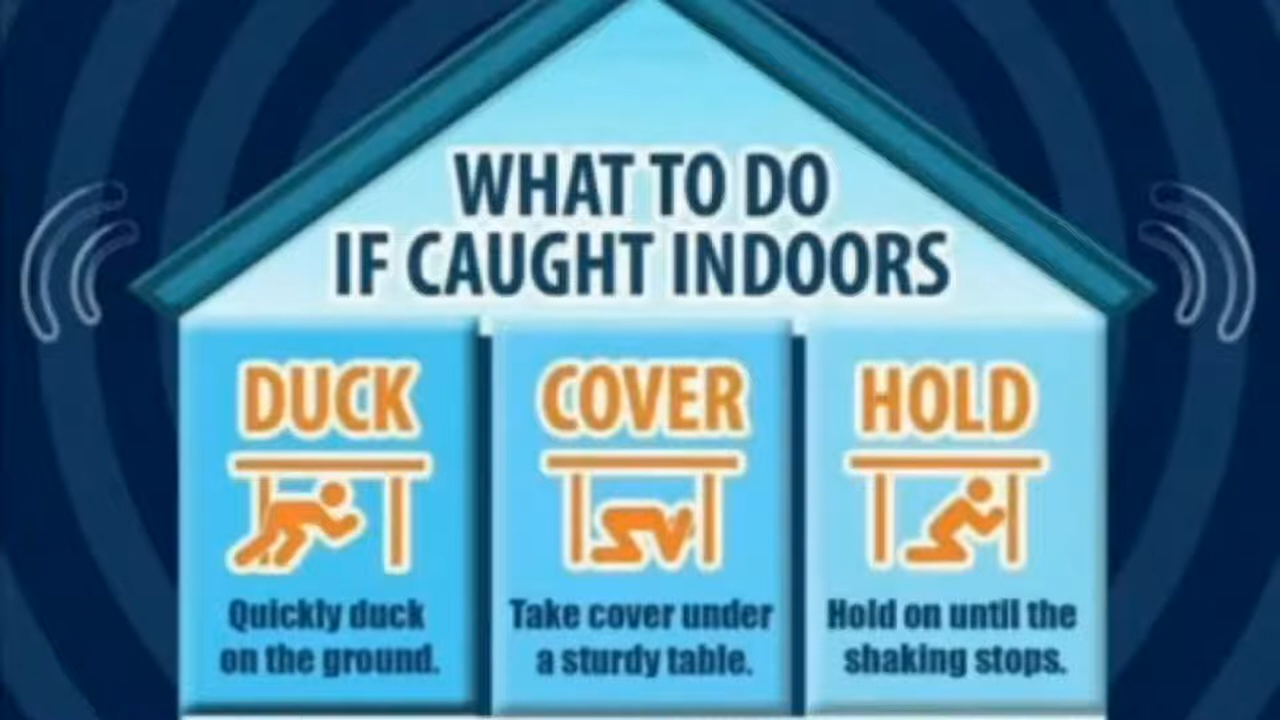 WHAT TO DO
IF CAUGHT INDOORS
DUCK
Quickly duck
on the ground.
COVER
Take cover under
a sturdy table.
HOLD
Hold on until the
shaking stops.